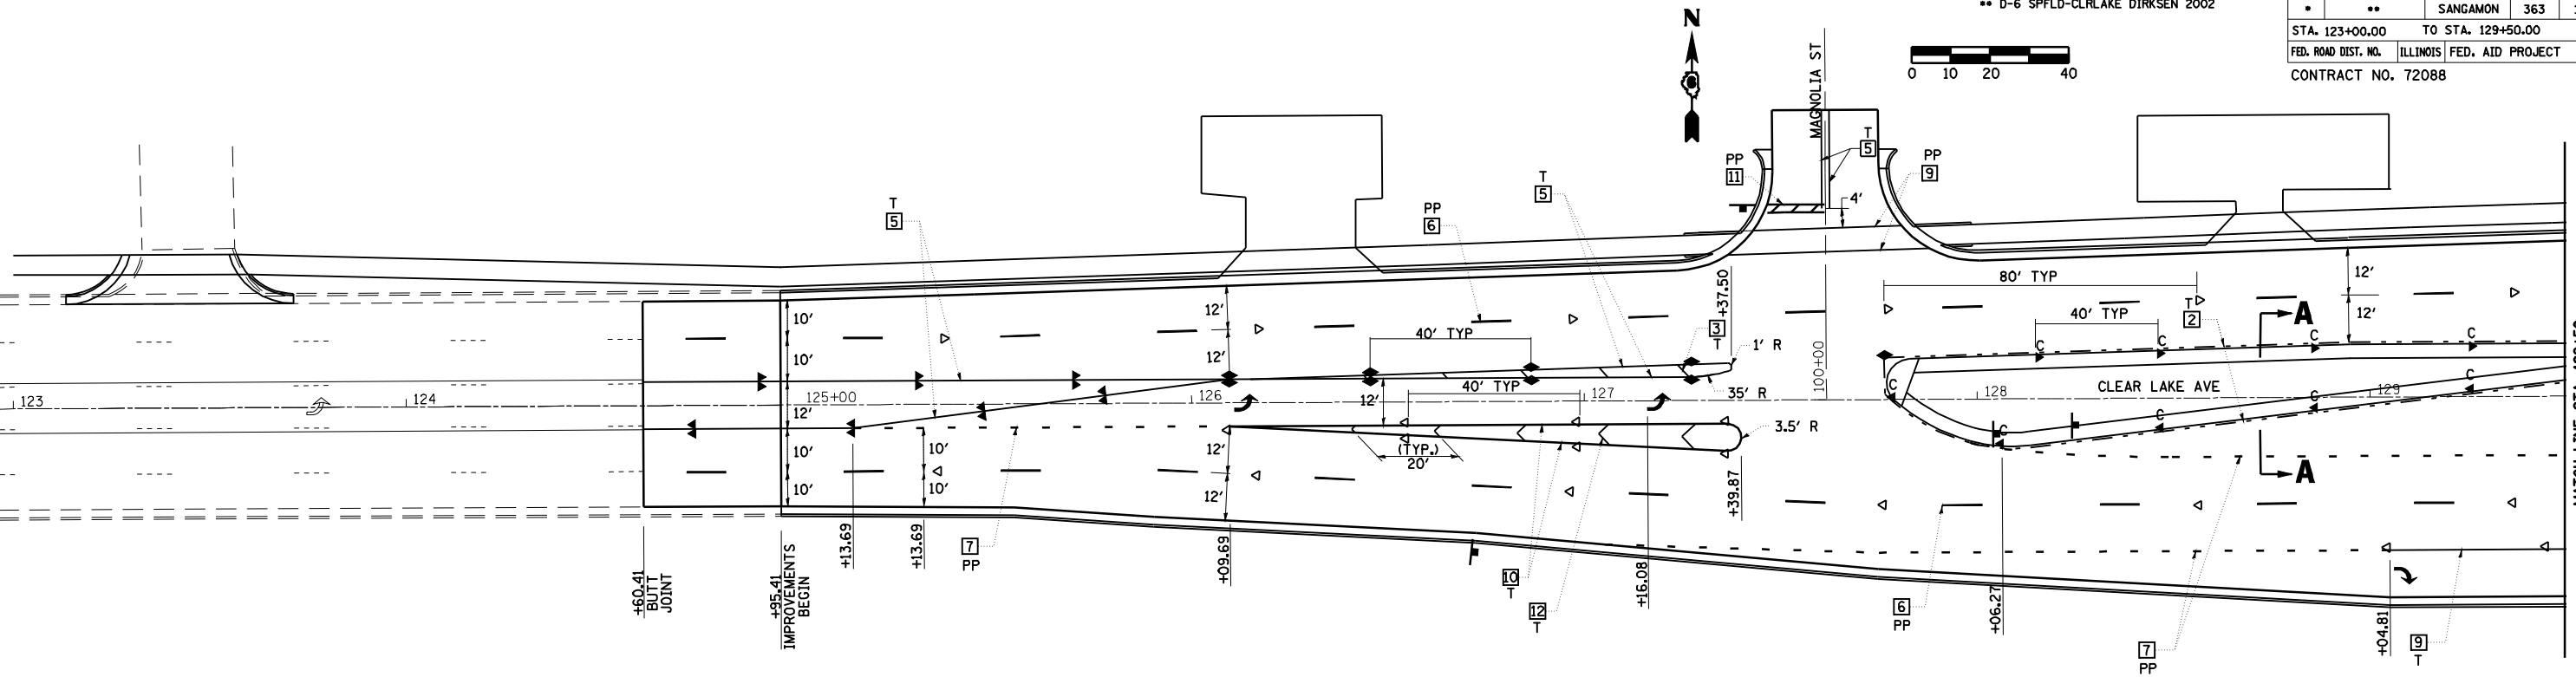 ** D-6 SPFLD-CLRLAKE DIRKSEN 2002
* ** SANGAMON 363
STA. 123+00.00 TO STA. 129+50.00
FED. ROAD DIST. NO. ILLINOIS FED. AID PROJECT
CONTRACT NO. 72088
N
0 10 20 40
MAGNOLIA ST
T
5
PP
11
PP
9
4'
T
5
PP
6
T
5
+37.50
3
T
1' R
35' R
3.5' R
40' TYP
40' TYP
80' TYP
40' TYP
T
2
A
A
12'
12'
12'
12'
12'
12'
12'
12'
10'
10'
10'
10'
10'
10'
123
124
125+00
126
127
128
129
100+00
CLEAR LAKE AVE
C
C
C
C
C
C
C
C
C
(TYP.)
20'
+60.41
BUTT
JOINT
+95.41
IMPROVEMENTS
BEGIN
+13.69
+13.69
7
PP
+09.69
10
T
12
T
+16.08
+39.87
6
PP
+06.27
7
PP
+04.81
9
T